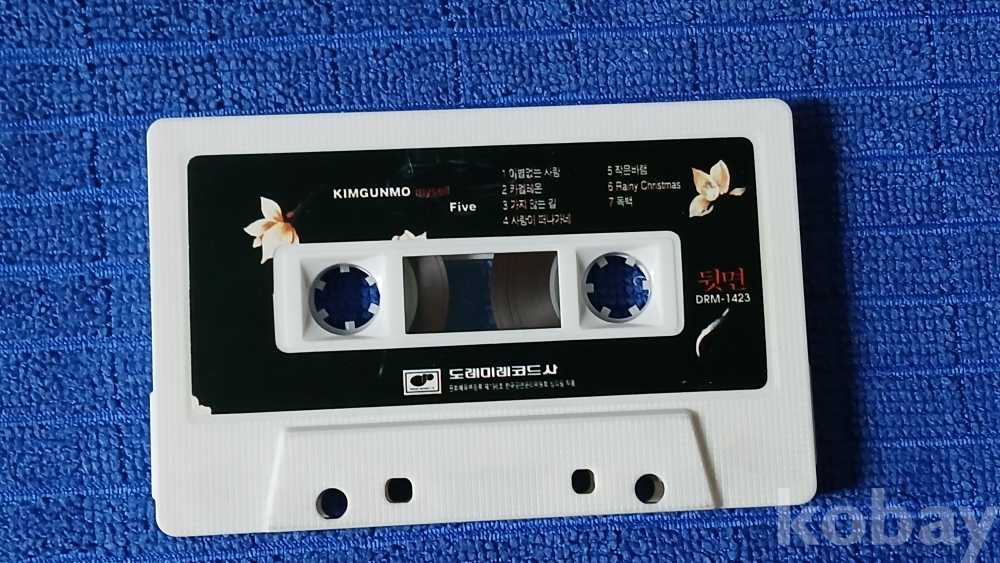 KIMGUNMO myself
Five
1 이별없는 사랑
2 카멜레온
3 가지 않는 길
4 사랑이 떠나가네
5 작은바램
6 Rainy Christmas
7 독백
뒷면
DRM-1423
도레미레코드사
kobay